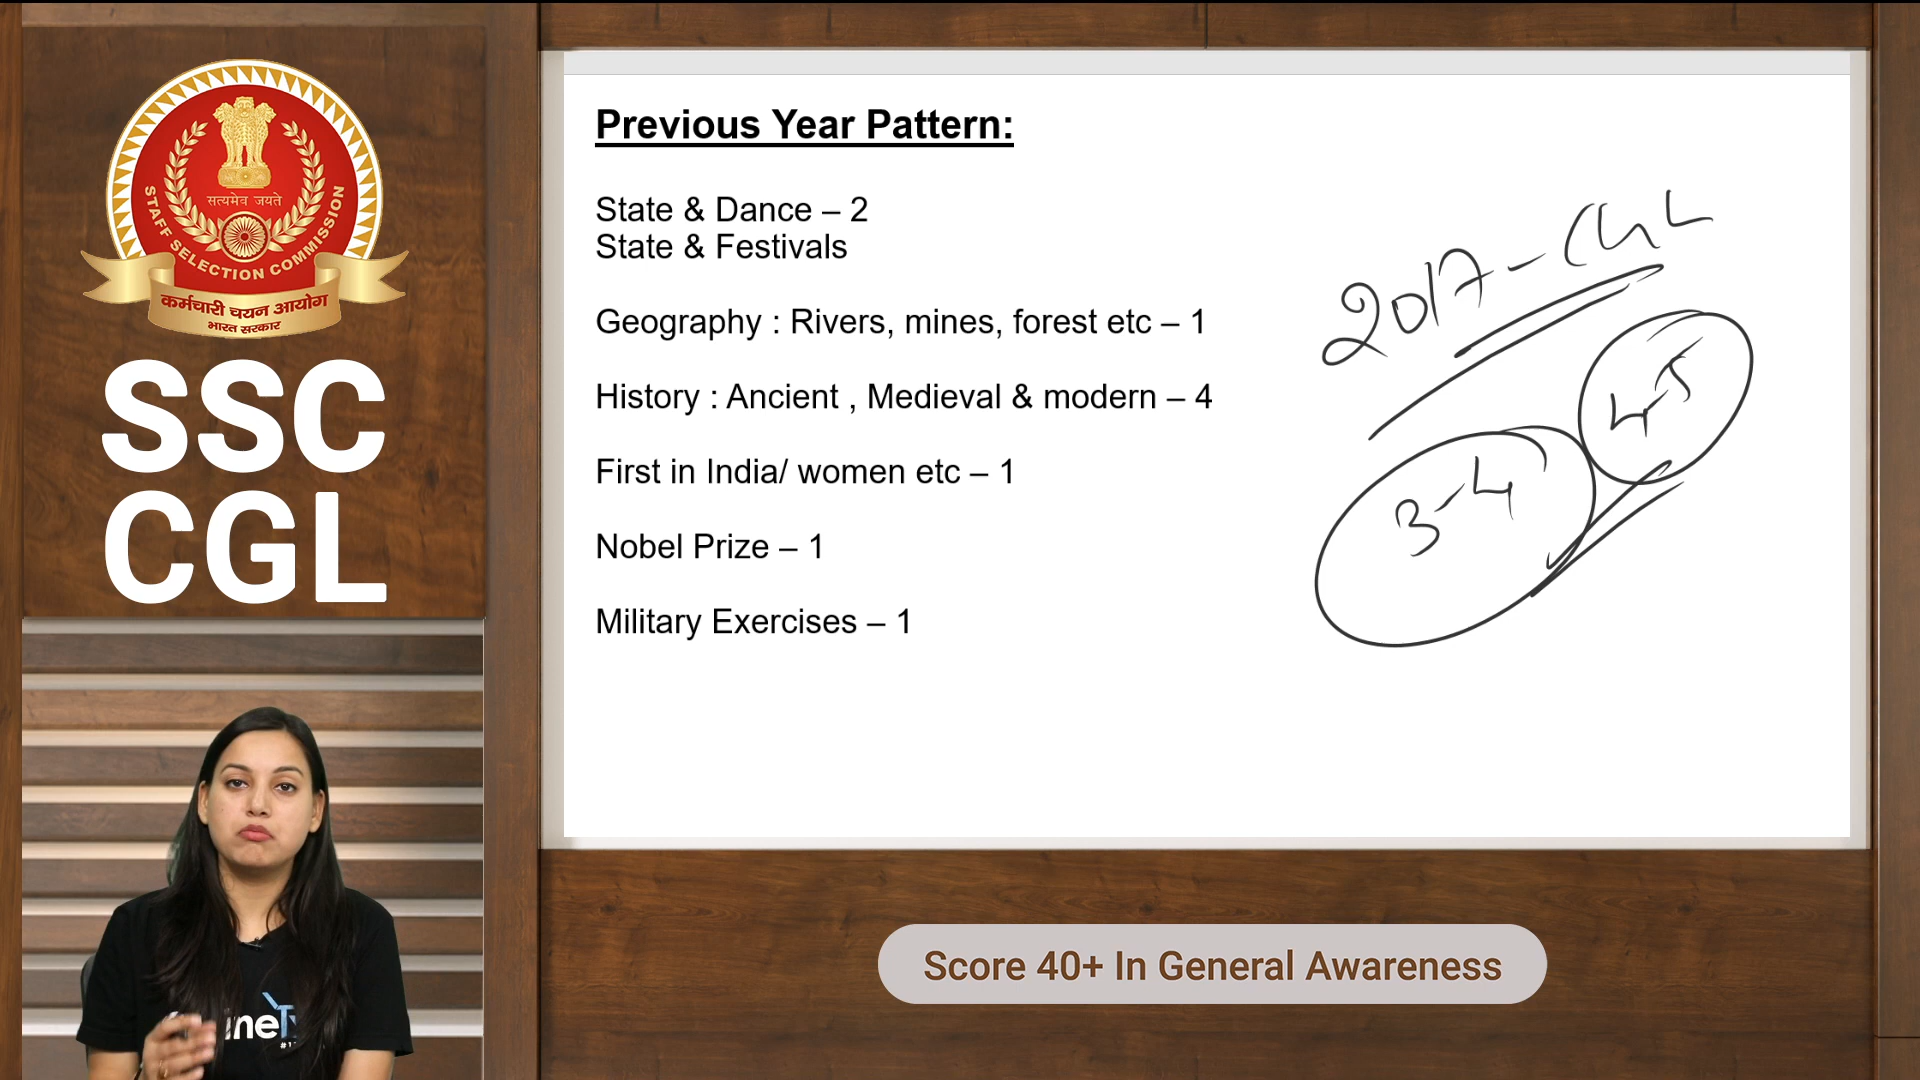 सत्यमेव जयते
STAFF SELECTION COMMISSION
कर्मचारी चयन आयोग
भारत सरकार
SSC
CGL
Previous Year Pattern:
State & Dance – 2
State & Festivals
Geography : Rivers, mines, forest etc – 1
History : Ancient , Medieval & modern – 4
First in India/ women etc – 1
Nobel Prize – 1
Military Exercises – 1
2017 - CGL
4-5
3-4
Score 40+ In General Awareness